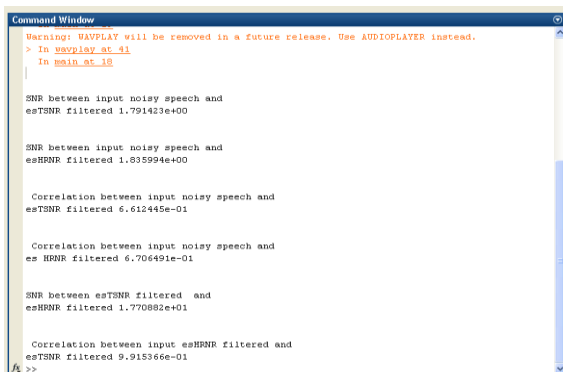 Command Window
Warning: WAVPLAY will be removed in a future release. Use AUDIOPLAYER instead.
> In wavplay at 41
In main at 18
SNR between input noisy speech and
esTSNR filtered 1.791423e+00
SNR between input noisy speech and
esHRNR filtered 1.835994e+00
Correlation between input noisy speech and
esTSNR filtered 6.612445e-01
Correlation between input noisy speech and
es HRNR filtered 6.706491e-01
SNR between esTSNR filtered and
esHRNR filtered 1.770882e+01
Correlation between input esHRNR filtered and
esTSNR filtered 9.915366e-01
fx >>